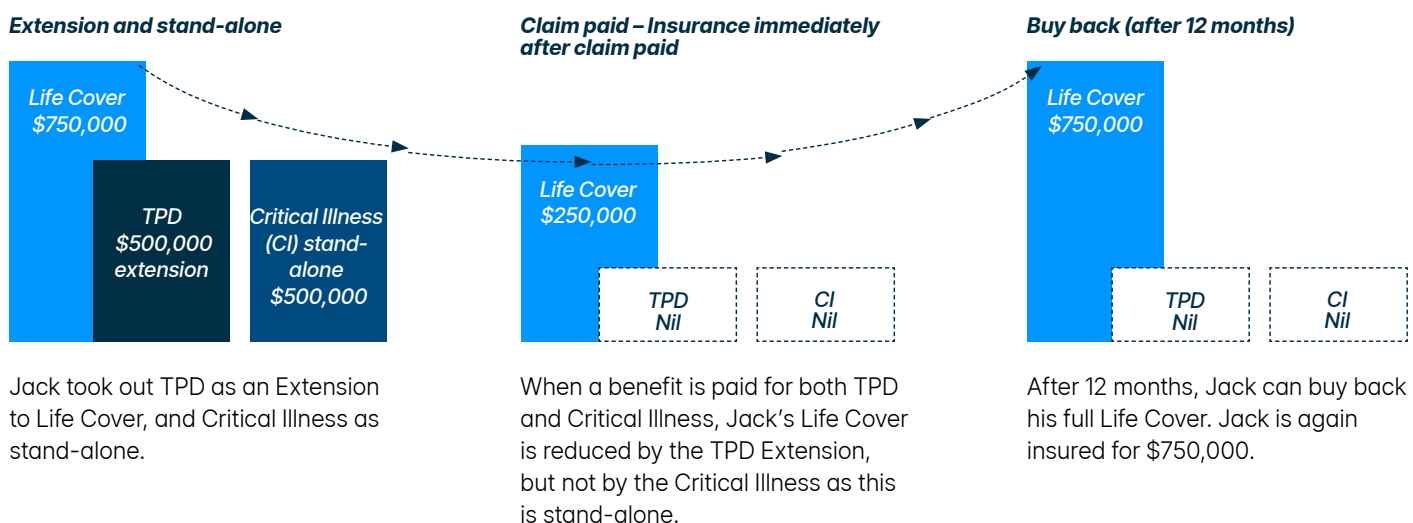 Extension and stand-alone
Life Cover
$750,000
TPD
$500,000
extension
Critical Illness
(CI) stand-
alone
$500,000
Jack took out TPD as an Extension
to Life Cover, and Critical Illness as
stand-alone.
Claim paid – Insurance immediately
after claim paid
Life Cover
$250,000
TPD
Nil
CI
Nil
When a benefit is paid for both TPD
and Critical Illness, Jack’s Life Cover
is reduced by the TPD Extension,
but not by the Critical Illness as this
is stand-alone.
Buy back (after 12 months)
Life Cover
$750,000
TPD
Nil
CI
Nil
After 12 months, Jack can buy back
his full Life Cover. Jack is again
insured for $750,000.